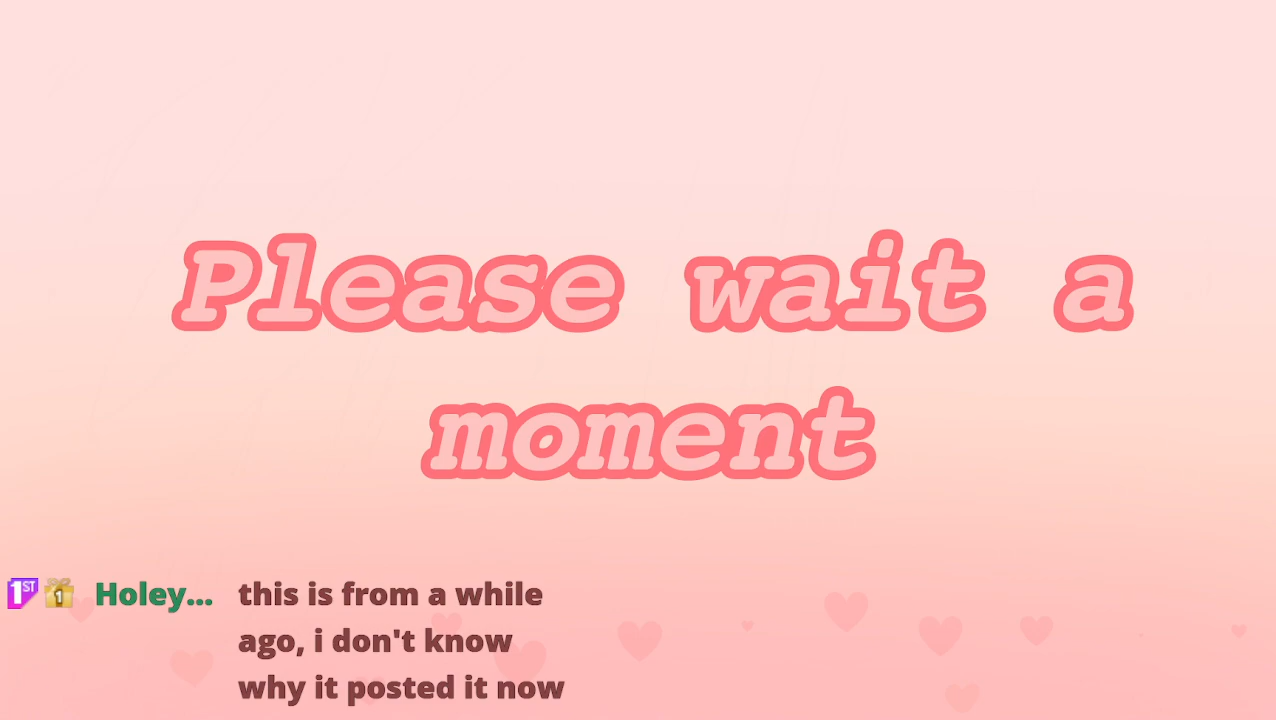 Please wait a
moment
1ST 1 Holey... this is from a while
ago, i don't know
why it posted it now